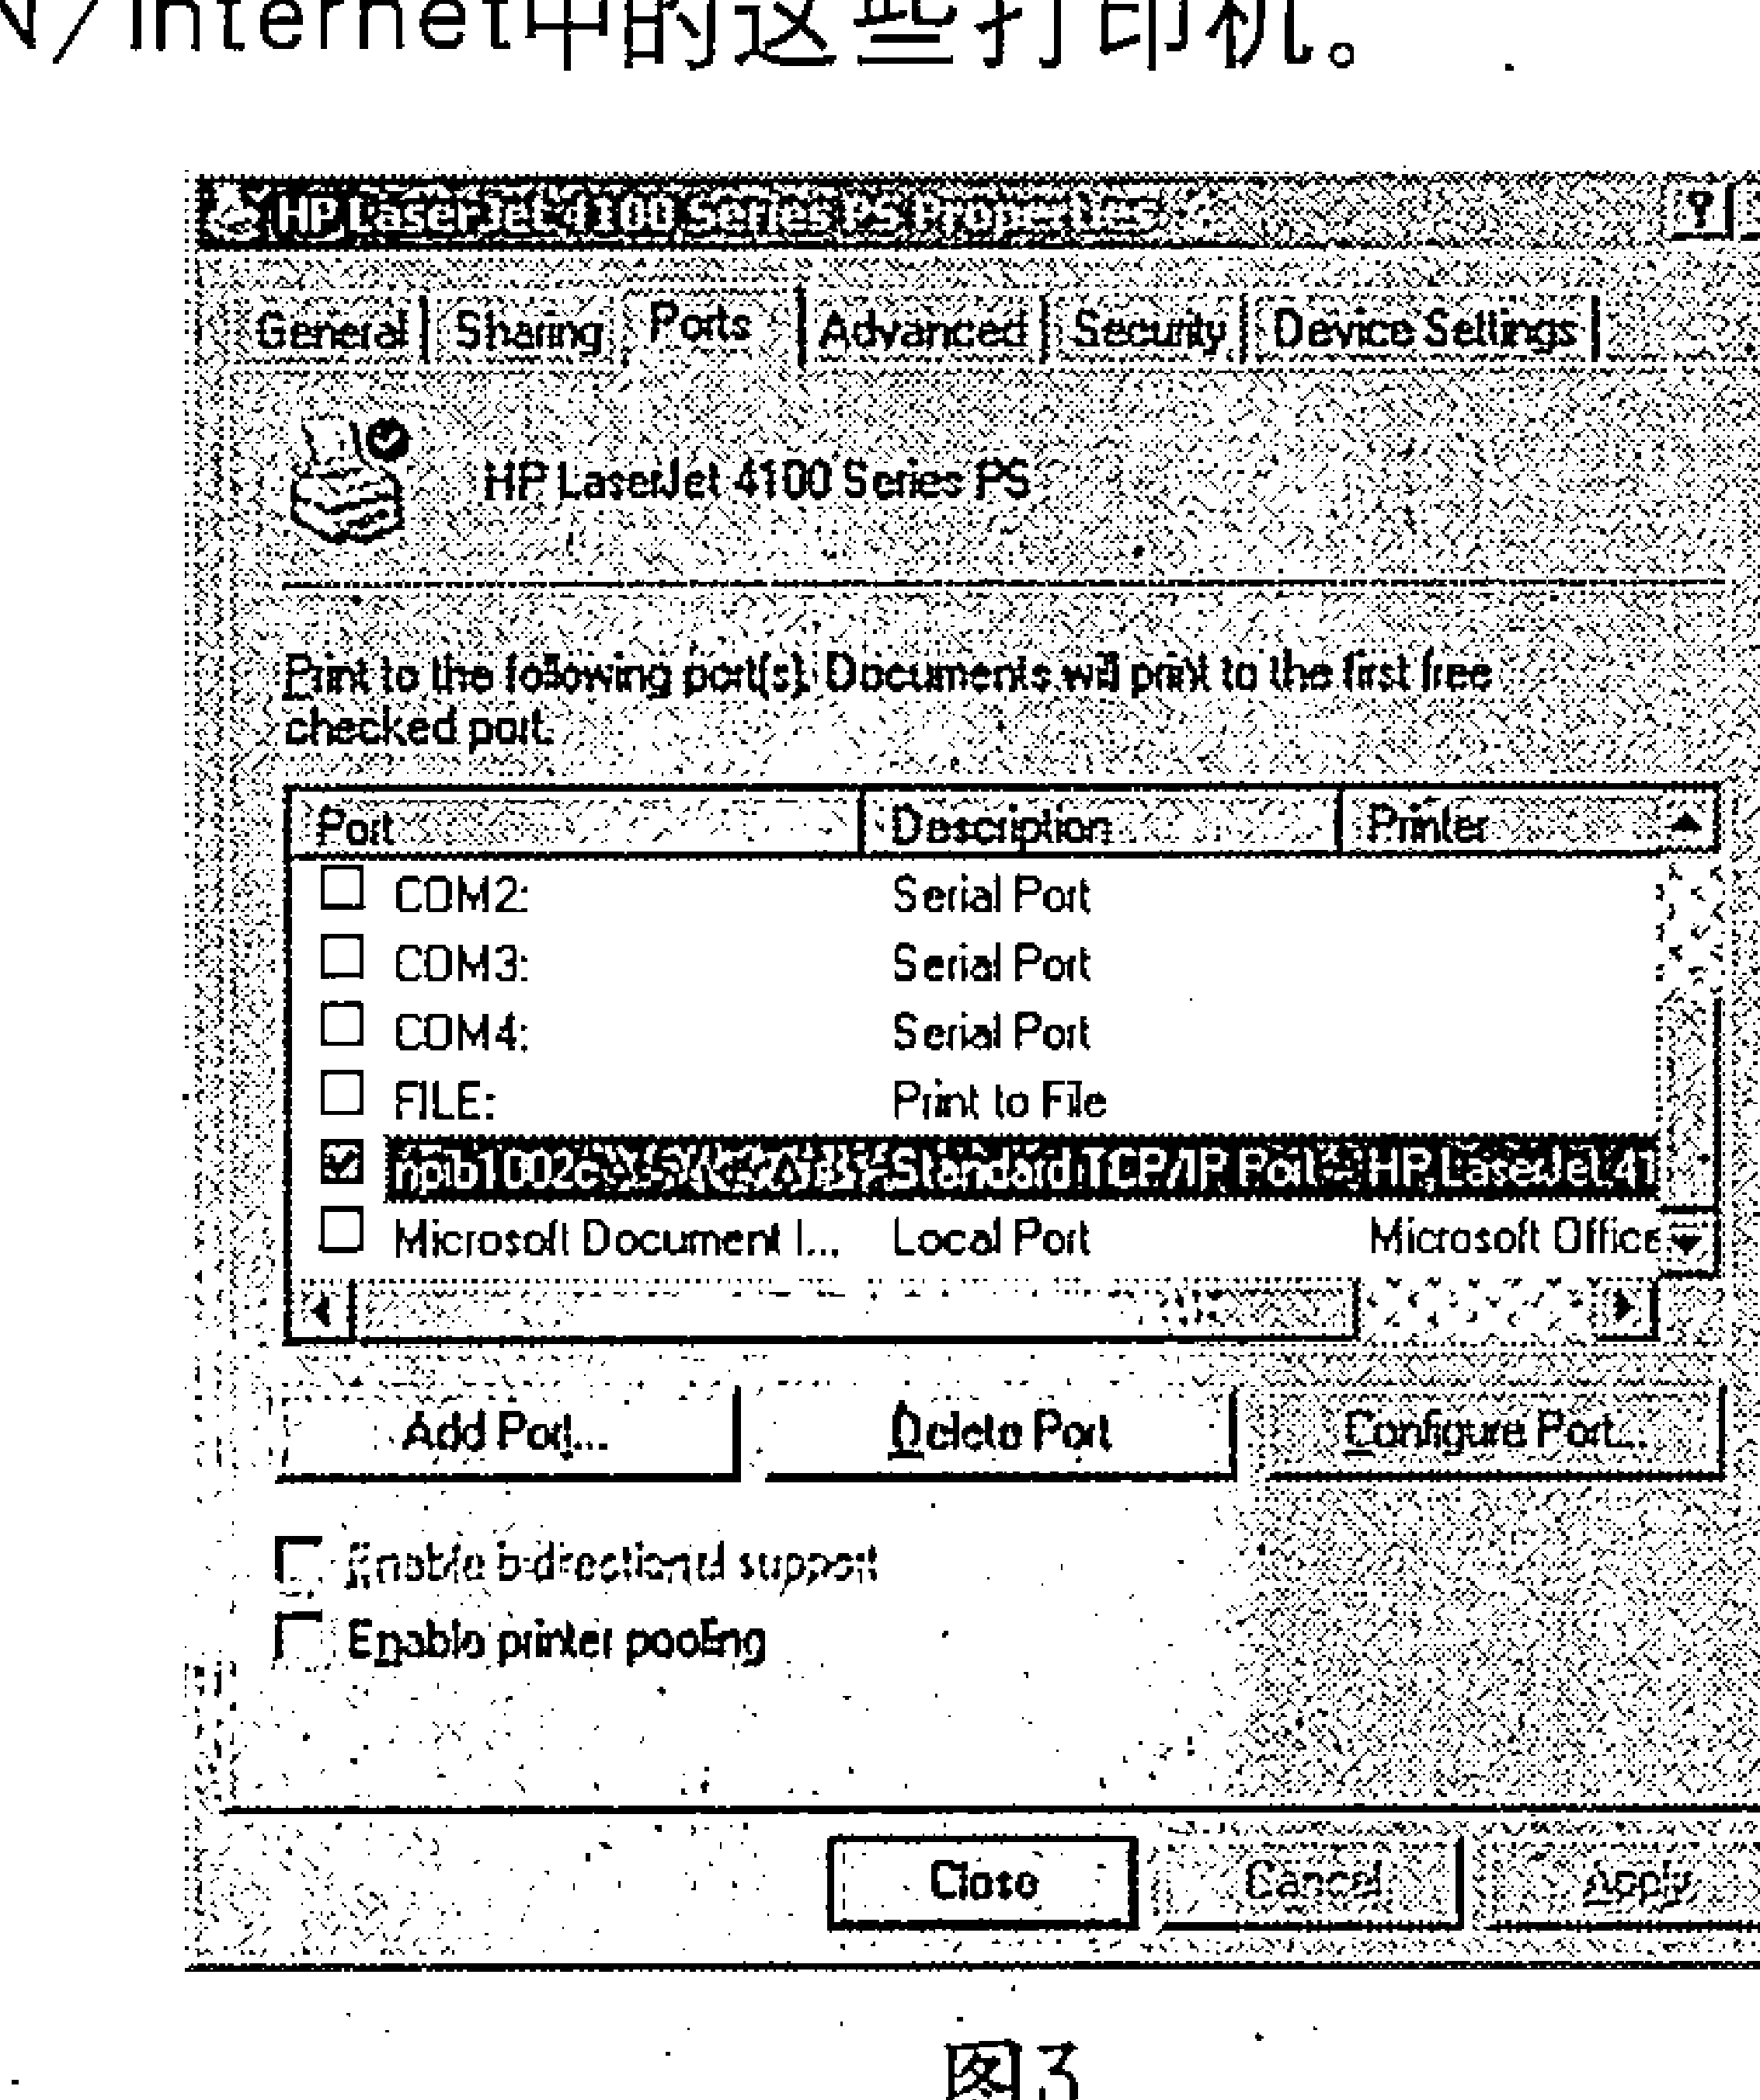 N/Internet中的这些打印机。
HP LaserJet 4100 Series PS Properties
?
General Sharing Ports Advanced Security Device Settings
HP LaserJet 4100 Series PS
Print to the following port(s). Documents will print to the first free
checked port.
Port Description Printer
COM2: Serial Port
COM3: Serial Port
COM4: Serial Port
FILE: Print to File
npib1002c Standard TCP/IP Port HP LaserJet 41
Microsoft Document I... Local Port Microsoft Office
Add Port... Delete Port Configure Port...
Enable bidirectional support
Enable printer pooling
Close Cancel Apply
图3